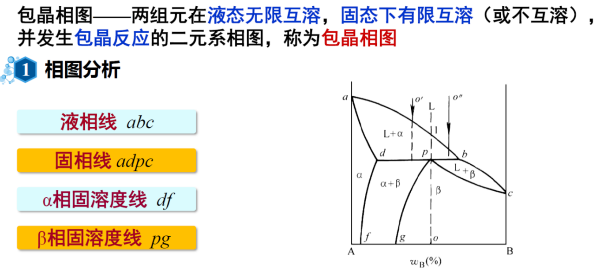 包晶相图——两组元在液态无限互溶，固态下有限互溶（或不互溶），
并发生包晶反应的二元系相图，称为包晶相图
1 相图分析
液相线 abc
固相线 adpc
α相固溶度线 df
β相固溶度线 pg
a
o′
L
o″
L+α
1
d
p
b
L+β
c
α
α+β
β
A
f
g
o
B
wB(%)